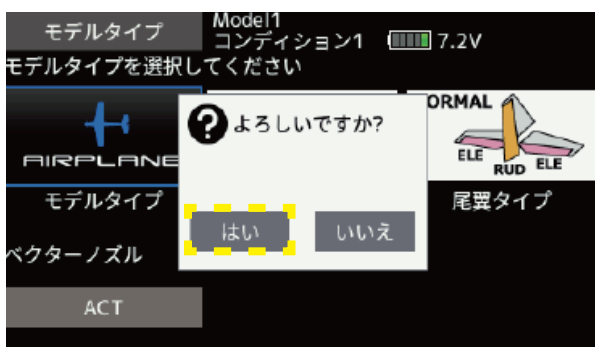 モデルタイプ
Model1
コンディション1
7.2V
モデルタイプを選択してください
AIRPLANE
モデルタイプ
?
よろしいですか?
はい
いいえ
ORMAL
ELE
RUD
ELE
尾翼タイプ
ベクターノズル
ACT